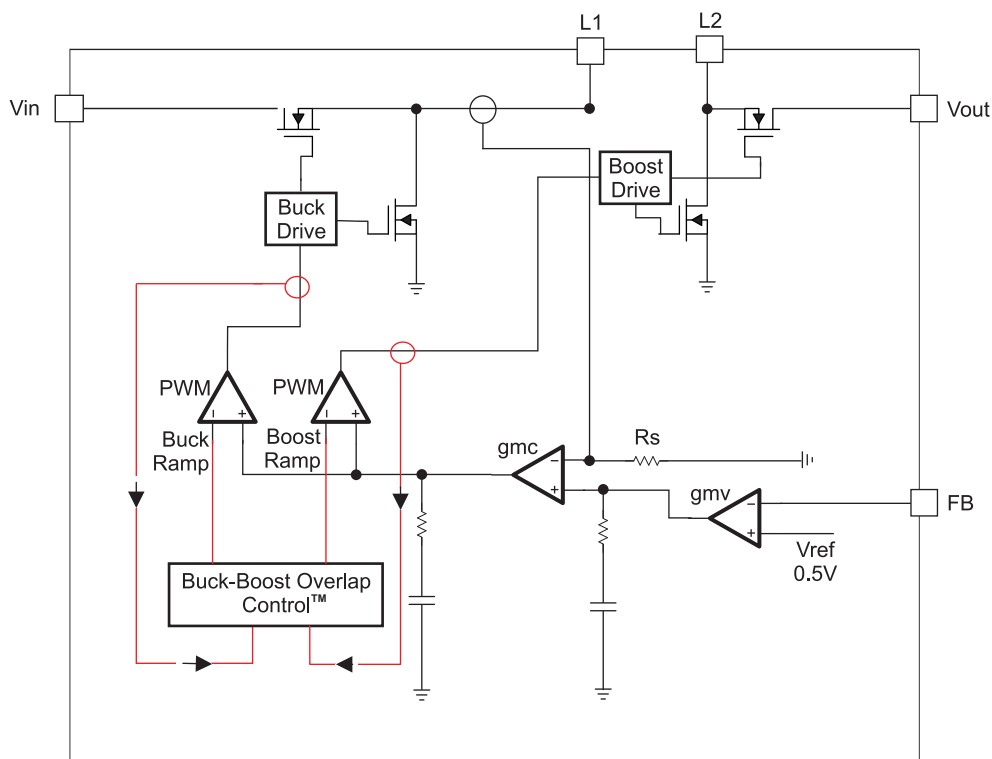 L1
L2
Vin
Vout
Boost
Drive
Buck
Drive
PWM
PWM
Buck
Ramp
Boost
Ramp
- +
- +
gmc
-
+
Rs
gmv
-
+
FB
Vref
0.5V
Buck-Boost Overlap
Control™